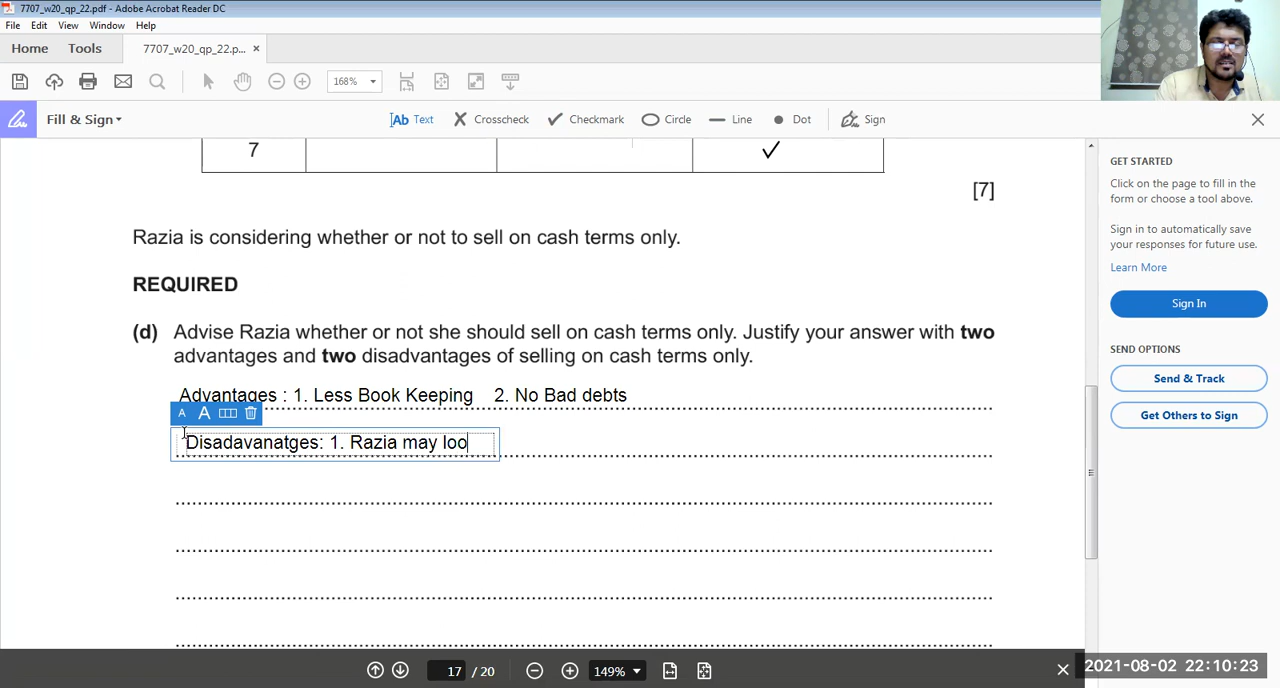 7707_w20_qp_22.pdf - Adobe Acrobat Reader DC
File Edit View Window Help
Home Tools 7707_w20_qp_22.p... ×
168%
Fill & Sign Ab Text Crosscheck Checkmark Circle Line Dot Sign
7 ✓
[7]
Razia is considering whether or not to sell on cash terms only.
REQUIRED
(d) Advise Razia whether or not she should sell on cash terms only. Justify your answer with two
advantages and two disadvantages of selling on cash terms only.
Advantages : 1. Less Book Keeping 2. No Bad debts
A A
Disadavanatges: 1. Razia may loo
GET STARTED
Click on the page to fill in the
form or choose a tool above.
Sign in to automatically save
your responses for future use.
Learn More
Sign In
SEND OPTIONS
Send & Track
Get Others to Sign
17 / 20 149%
2021-08-02 22:10:23